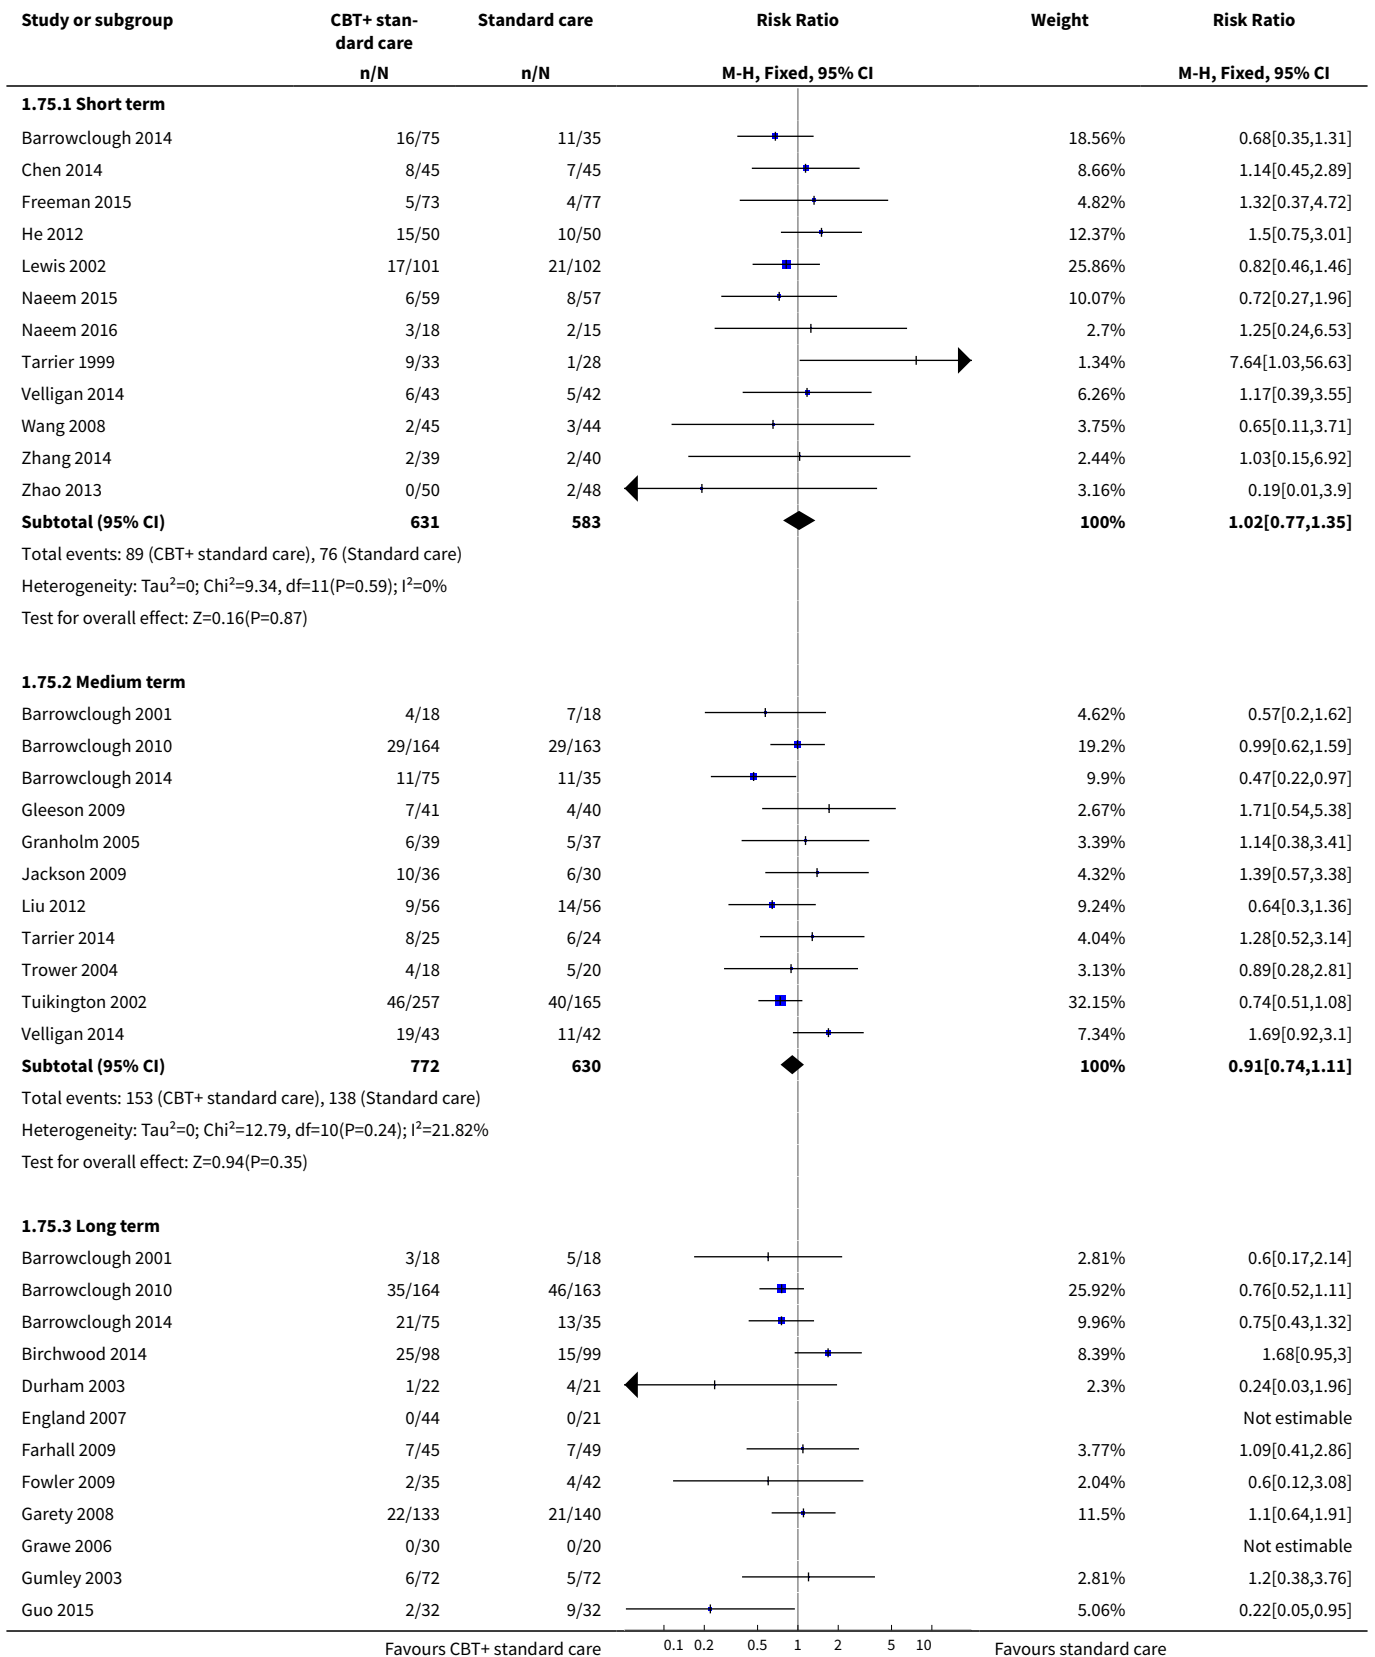 Study or subgroup CBT+ stan- Standard care Risk Ratio Weight Risk Ratio
dard care
n/N n/N M-H, Fixed, 95% CI M-H, Fixed, 95% CI
1.75.1 Short term
Barrowclough 2014 16/75 11/35 18.56% 0.68[0.35,1.31]
Chen 2014 8/45 7/45 8.66% 1.14[0.45,2.89]
Freeman 2015 5/73 4/77 4.82% 1.32[0.37,4.72]
He 2012 15/50 10/50 12.37% 1.5[0.75,3.01]
Lewis 2002 17/101 21/102 25.86% 0.82[0.46,1.46]
Naeem 2015 6/59 8/57 10.07% 0.72[0.27,1.96]
Naeem 2016 3/18 2/15 2.7% 1.25[0.24,6.53]
Tarrier 1999 9/33 1/28 1.34% 7.64[1.03,56.63]
Velligan 2014 6/43 5/42 6.26% 1.17[0.39,3.55]
Wang 2008 2/45 3/44 3.75% 0.65[0.11,3.71]
Zhang 2014 2/39 2/40 2.44% 1.03[0.15,6.92]
Zhao 2013 0/50 2/48 3.16% 0.19[0.01,3.9]
Subtotal (95% CI) 631 583 100% 1.02[0.77,1.35]
Total events: 89 (CBT+ standard care), 76 (Standard care)
Heterogeneity: Tau²=0; Chi²=9.34, df=11(P=0.59); I²=0%
Test for overall effect: Z=0.16(P=0.87)
1.75.2 Medium term
Barrowclough 2001 4/18 7/18 4.62% 0.57[0.2,1.62]
Barrowclough 2010 29/164 29/163 19.2% 0.99[0.62,1.59]
Barrowclough 2014 11/75 11/35 9.9% 0.47[0.22,0.97]
Gleeson 2009 7/41 4/40 2.67% 1.71[0.54,5.38]
Granholm 2005 6/39 5/37 3.39% 1.14[0.38,3.41]
Jackson 2009 10/36 6/30 4.32% 1.39[0.57,3.38]
Liu 2012 9/56 14/56 9.24% 0.64[0.3,1.36]
Tarrier 2014 8/25 6/24 4.04% 1.28[0.52,3.14]
Trower 2004 4/18 5/20 3.13% 0.89[0.28,2.81]
Tuikington 2002 46/257 40/165 32.15% 0.74[0.51,1.08]
Velligan 2014 19/43 11/42 7.34% 1.69[0.92,3.1]
Subtotal (95% CI) 772 630 100% 0.91[0.74,1.11]
Total events: 153 (CBT+ standard care), 138 (Standard care)
Heterogeneity: Tau²=0; Chi²=12.79, df=10(P=0.24); I²=21.82%
Test for overall effect: Z=0.94(P=0.35)
1.75.3 Long term
Barrowclough 2001 3/18 5/18 2.81% 0.6[0.17,2.14]
Barrowclough 2010 35/164 46/163 25.92% 0.76[0.52,1.11]
Barrowclough 2014 21/75 13/35 9.96% 0.75[0.43,1.32]
Birchwood 2014 25/98 15/99 8.39% 1.68[0.95,3]
Durham 2003 1/22 4/21 2.3% 0.24[0.03,1.96]
England 2007 0/44 0/21 Not estimable
Farhall 2009 7/45 7/49 3.77% 1.09[0.41,2.86]
Fowler 2009 2/35 4/42 2.04% 0.6[0.12,3.08]
Garety 2008 22/133 21/140 11.5% 1.1[0.64,1.91]
Grawe 2006 0/30 0/20 Not estimable
Gumley 2003 6/72 5/72 2.81% 1.2[0.38,3.76]
Guo 2015 2/32 9/32 5.06% 0.22[0.05,0.95]
Favours CBT+ standard care 0.1 0.2 0.5 1 2 5 10 Favours standard care